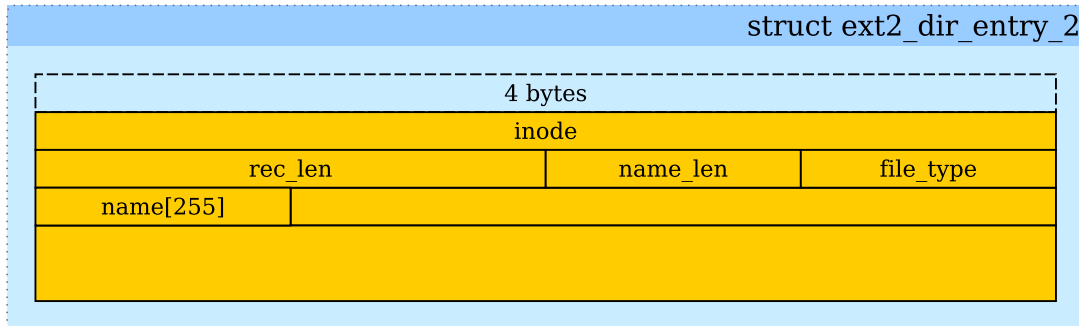 struct ext2_dir_entry_2
4 bytes
inode
rec_len name_len file_type
name[255]